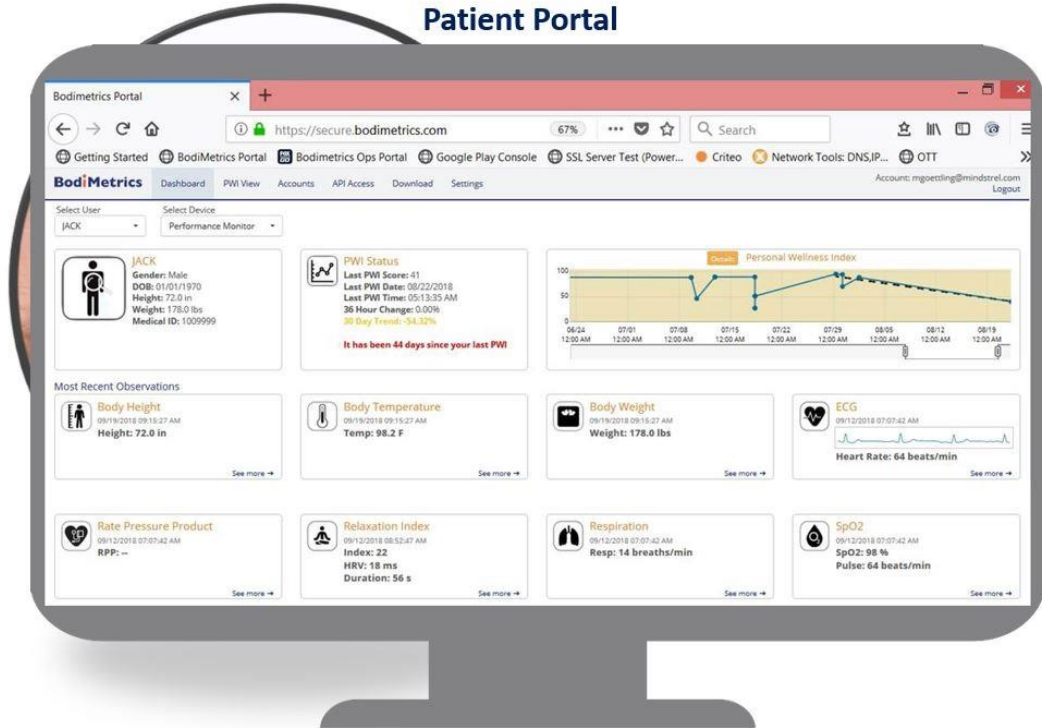 Patient Portal
Bodimetrics Portal
https://secure.bodimetrics.com
67%
Search
Getting Started
BodiMetrics Portal
Bodimetrics Ops Portal
Google Play Console
SSL Server Test (Power...
Criteo
Network Tools: DNS,IP...
OTT
BodiMetrics
Dashboard
PWI View
Accounts
API Access
Download
Settings
Account: mgoettling@mindstrel.com
Logout
Select User
Select Device
JACK
Performance Monitor
JACK
Gender: Male
DOB: 01/01/1970
Height: 72.0 in
Weight: 178.0 lbs
Medical ID: 1009999
PWI Status
Last PWI Score: 41
Last PWI Date: 08/22/2018
Last PWI Time: 05:13:35 AM
36 Hour Change: 0.00%
30 Day Trend: -54.32%
It has been 44 days since your last PWI
Details
Personal Wellness Index
100
50
0
06/24 07/01 07/08 07/15 07/22 07/29 08/05 08/12 08/19
12:00 AM 12:00 AM 12:00 AM 12:00 AM 12:00 AM 12:00 AM 12:00 AM 12:00 AM 12:00 AM
Most Recent Observations
Body Height
09/19/2018 09:15:27 AM
Height: 72.0 in
See more →
Body Temperature
09/19/2018 09:15:27 AM
Temp: 98.2 F
See more →
Body Weight
09/19/2018 09:15:27 AM
Weight: 178.0 lbs
See more →
ECG
09/12/2018 07:07:42 AM
Heart Rate: 64 beats/min
See more →
Rate Pressure Product
09/12/2018 07:07:42 AM
RPP: --
See more →
Relaxation Index
09/12/2018 08:52:47 AM
Index: 22
HRV: 18 ms
Duration: 56 s
See more →
Respiration
09/12/2018 07:07:42 AM
Resp: 14 breaths/min
See more →
SpO2
09/12/2018 07:07:42 AM
SpO2: 98 %
Pulse: 64 beats/min
See more →